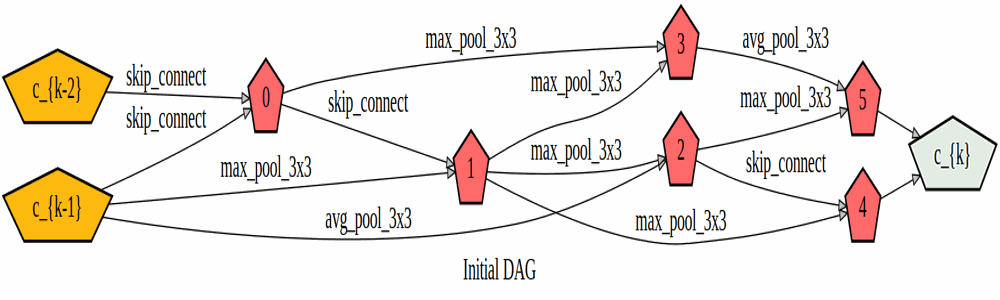 c_{k-2}
skip_connect
skip_connect
c_{k-1}
max_pool_3x3
avg_pool_3x3
0
max_pool_3x3
skip_connect
1
max_pool_3x3
max_pool_3x3
max_pool_3x3
3
2
avg_pool_3x3
max_pool_3x3
skip_connect
5
4
c_{k}
Initial DAG